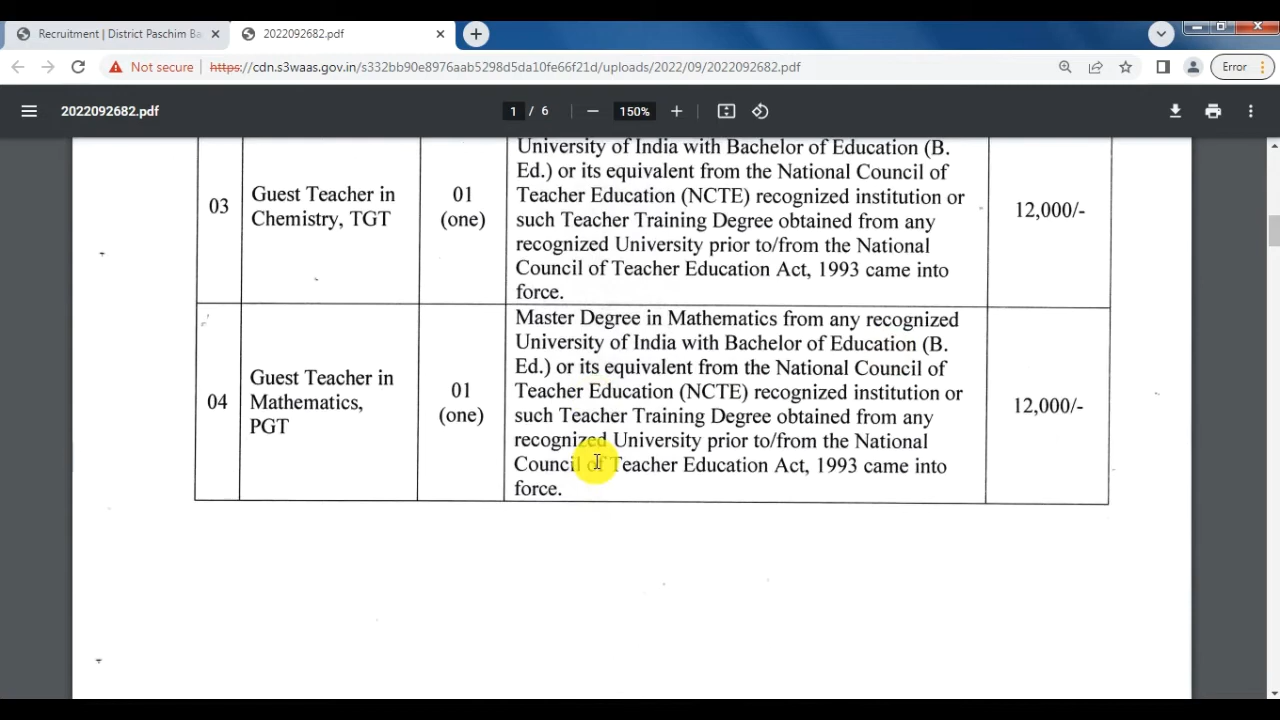 Recruitment | District Paschim Ba
2022092682.pdf
Not secure
https://cdn.s3waas.gov.in/s332bb90e8976aab5298d5da10fe66f21d/uploads/2022/09/2022092682.pdf
Error
2022092682.pdf
1 / 6
150%
03
Guest Teacher in
Chemistry, TGT
01
(one)
University of India with Bachelor of Education (B.
Ed.) or its equivalent from the National Council of
Teacher Education (NCTE) recognized institution or
such Teacher Training Degree obtained from any
recognized University prior to/from the National
Council of Teacher Education Act, 1993 came into
force.
12,000/-
04
Guest Teacher in
Mathematics,
PGT
01
(one)
Master Degree in Mathematics from any recognized
University of India with Bachelor of Education (B.
Ed.) or its equivalent from the National Council of
Teacher Education (NCTE) recognized institution or
such Teacher Training Degree obtained from any
recognized University prior to/from the National
Council of Teacher Education Act, 1993 came into
force.
12,000/-